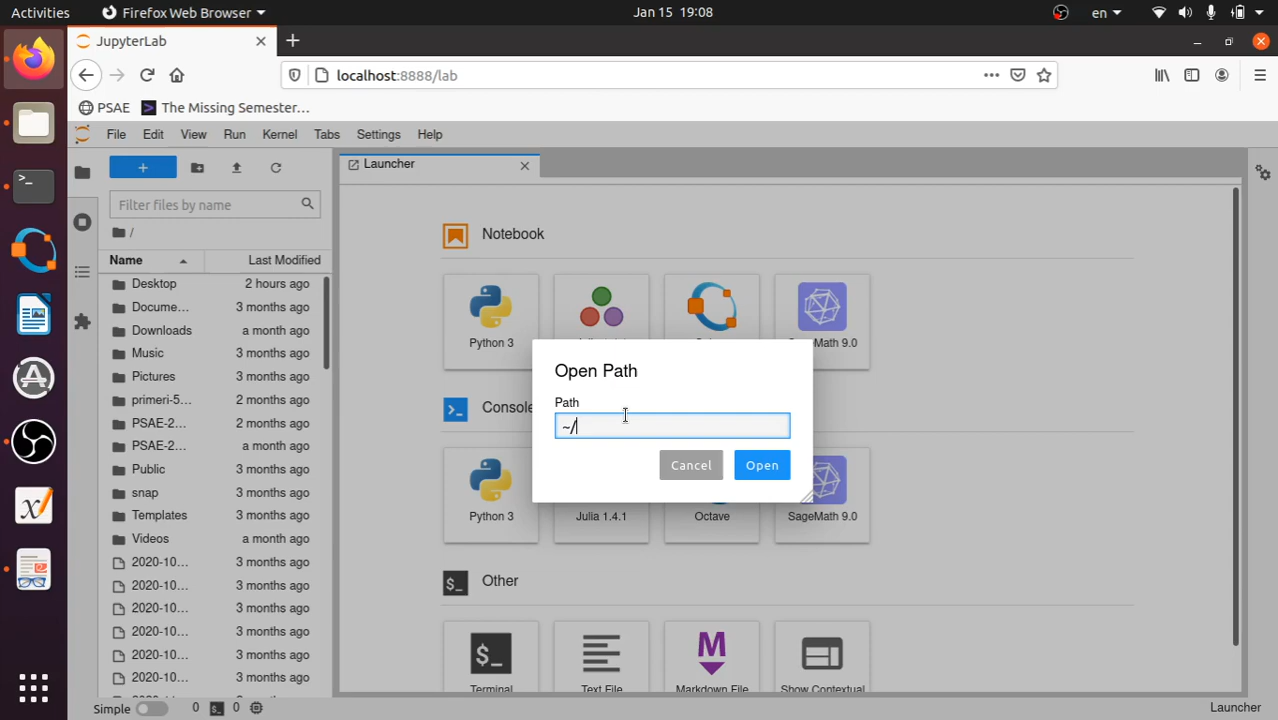 Activities Firefox Web Browser Jan 15 19:08 en
JupyterLab
localhost:8888/lab
PSAE The Missing Semester...
File Edit View Run Kernel Tabs Settings Help
+ Launcher
Filter files by name
/
Name Last Modified
Desktop 2 hours ago
Docume... 3 months ago
Downloads a month ago
Music 3 months ago
Pictures 3 months ago
primeri-5... 3 months ago
PSAE-2... 3 months ago
PSAE-2... 3 months ago
Public 3 months ago
snap 3 months ago
Templates 3 months ago
Videos a month ago
2020-10... 3 months ago
2020-10... 3 months ago
2020-10... 3 months ago
2020-10... 3 months ago
2020-10... 3 months ago
2020-10... 3 months ago
Notebook
Python 3 SageMath 9.0
Open Path
Path
~/
Cancel Open
Console
Python 3 Julia 1.4.1 Octave SageMath 9.0
$_ Other
$_ M
Terminal Text File Markdown File Show Contextual
Simple 0 $_ 0 Launcher